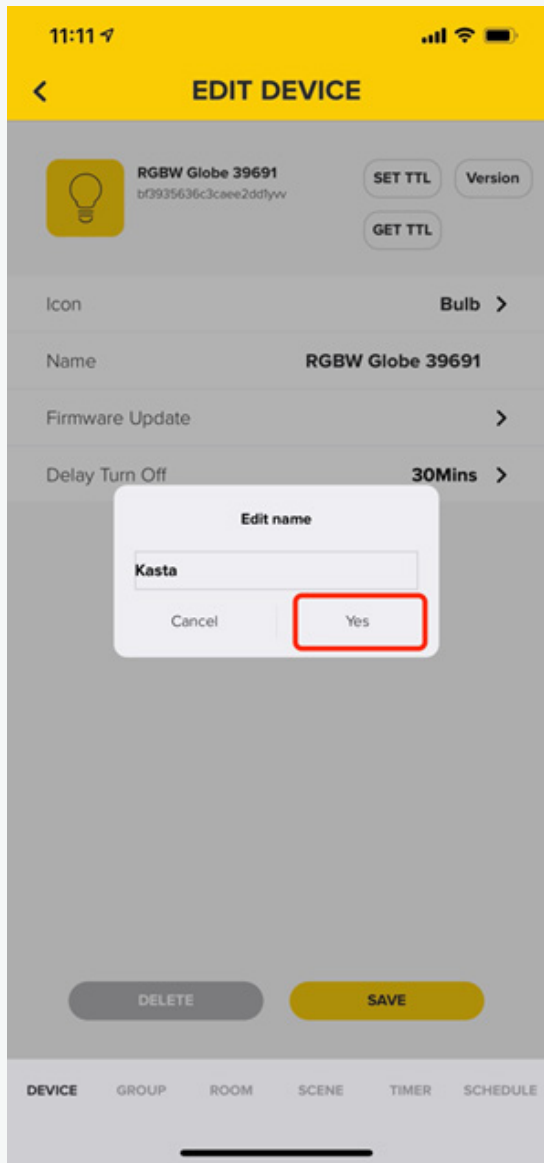 11:11
EDIT DEVICE
RGBW Globe 39691
bf3935636c3caee2dd1yvv
SET TTL
Version
GET TTL
Icon
Bulb
Name
RGBW Globe 39691
Firmware Update
Delay Turn Off
30Mins
Edit name
Kasta
Cancel
Yes
DELETE
SAVE
DEVICE
GROUP
ROOM
SCENE
TIMER
SCHEDULE